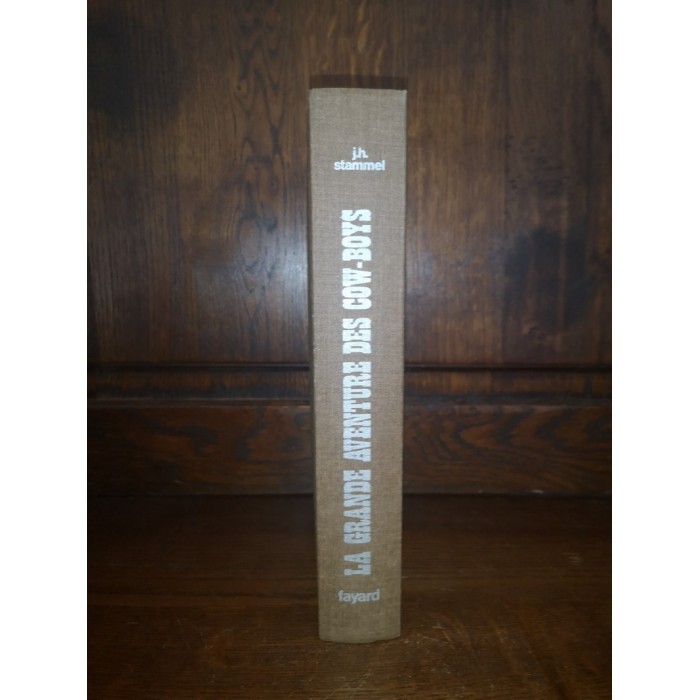 j.h.
stammel
LA GRANDE AVENTURE DES COW-BOYS
fayard